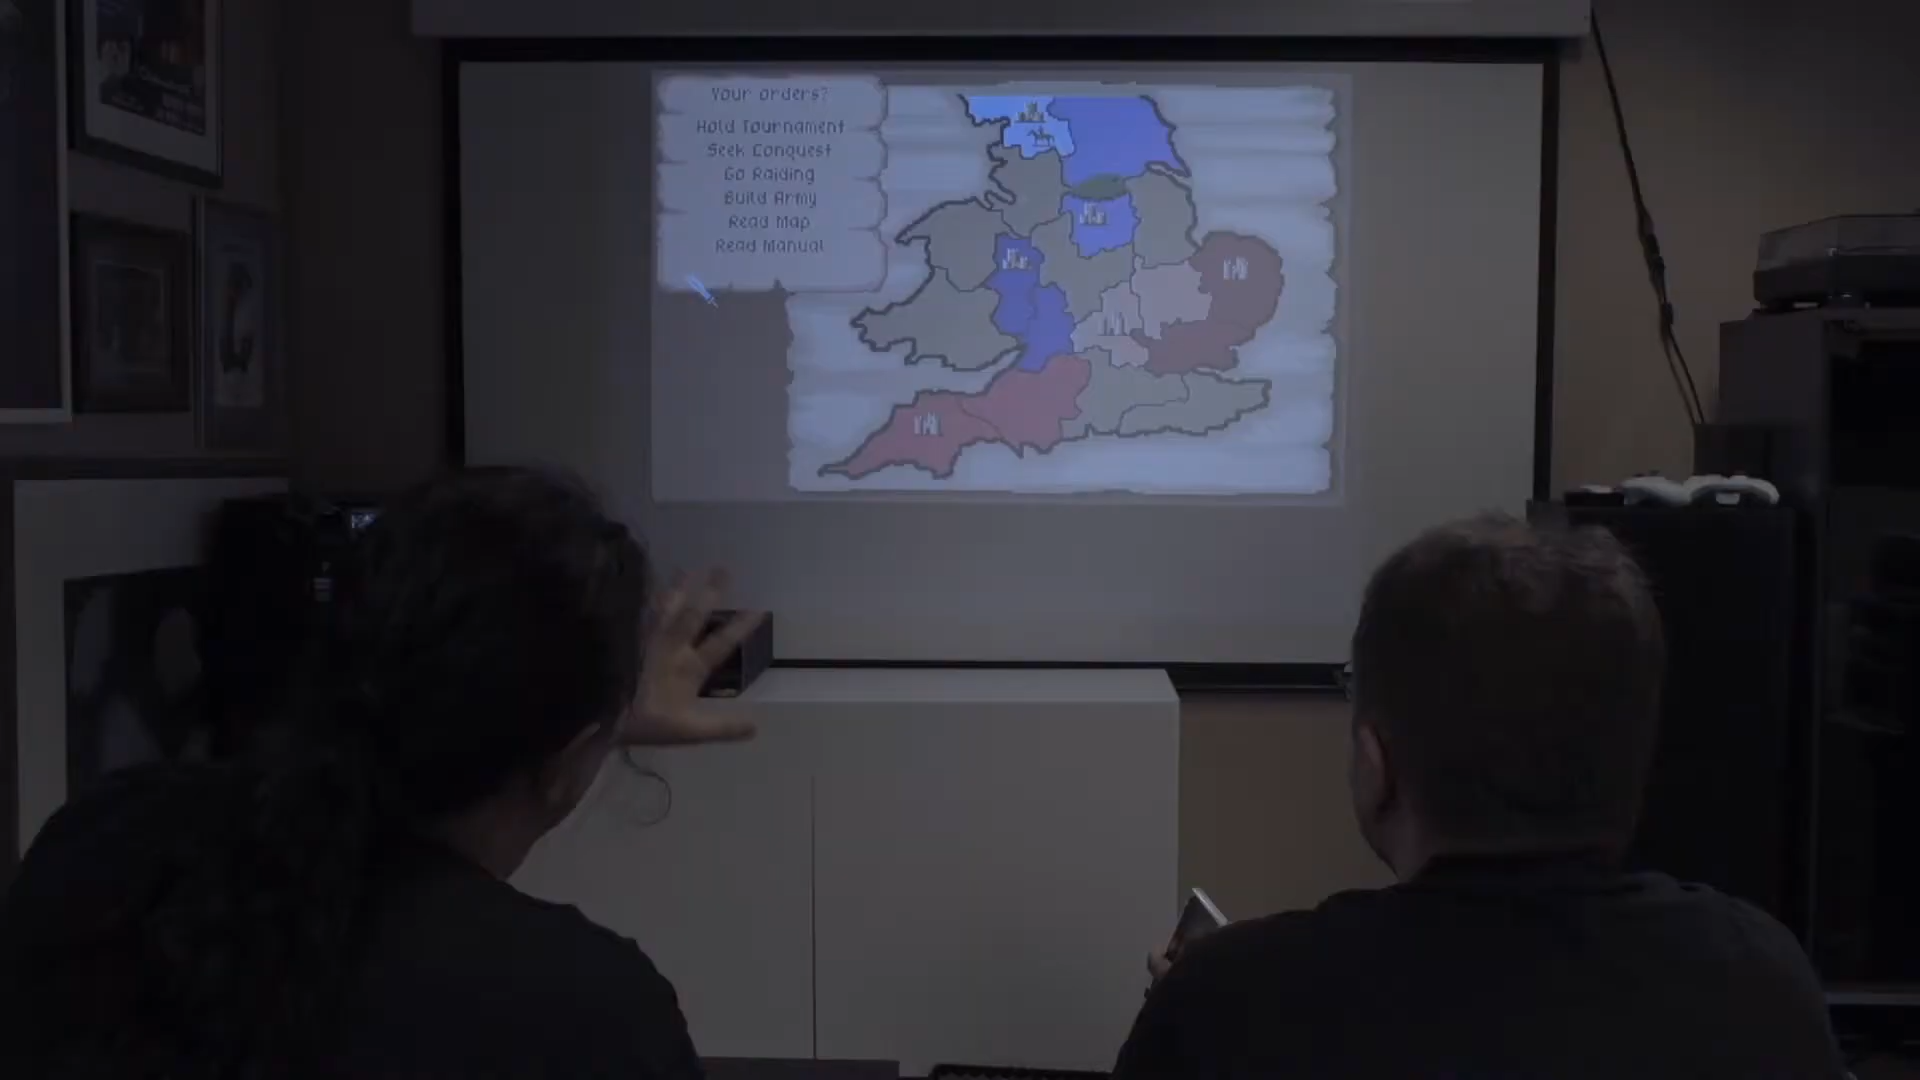 Your orders?
Hold Tournament
Seek Conquest
Go Raiding
Build Army
Read Map
Read Manual